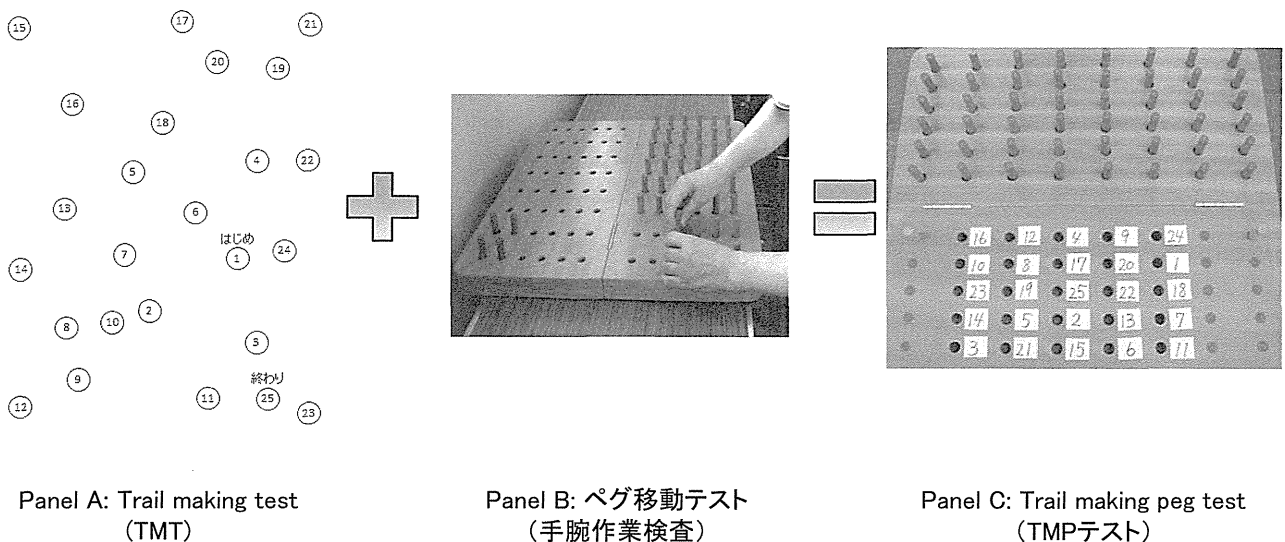 15 17 21
20 19
16
18
4 22
5
13 6
はじめ
7 1 24
14
2
8 10
3
終わり
9
12 11 25 23
16 12 4 9 24
10 8 17 20 1
23 19 25 22 18
14 5 2 13 7
3 21 15 6 11
Panel A: Trail making test
(TMT)
Panel B: ペグ移動テスト
(手腕作業検査)
Panel C: Trail making peg test
(TMPテスト)